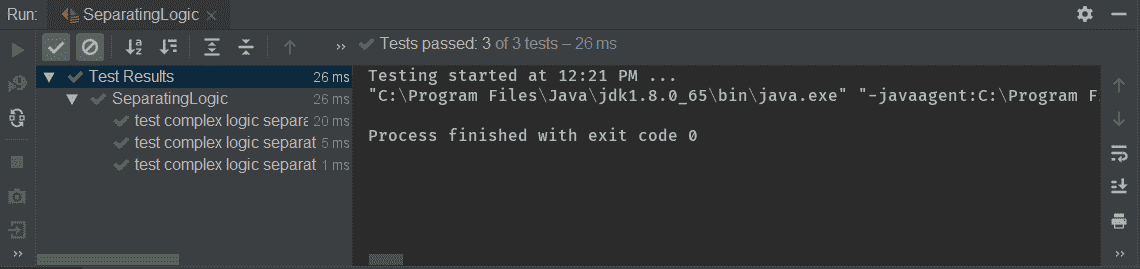 Run: SeparatingLogic
Tests passed: 3 of 3 tests – 26 ms
Test Results 26 ms
SeparatingLogic 26 ms
test complex logic separa 20 ms
test complex logic separat 5 ms
test complex logic separat 1 ms
Testing started at 12:21 PM ...
"C:\Program Files\Java\jdk1.8.0_65\bin\java.exe" "-javaagent:C:\Program Fi
Process finished with exit code 0